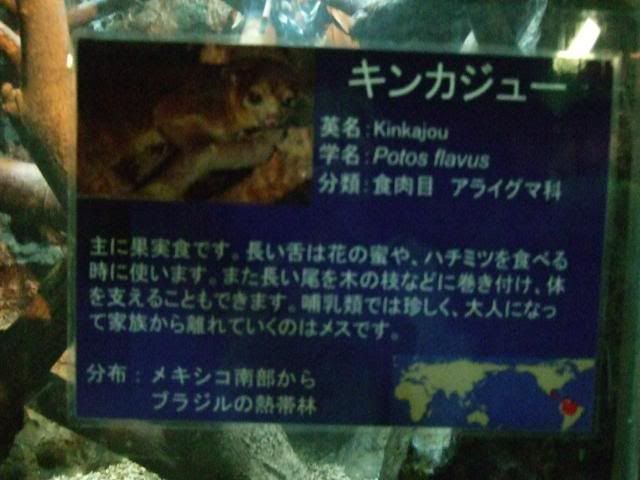 キンカジュー
英名：Kinkajou
学名：Potos flavus
分類：食肉目　アライグマ科
主に果実食です。長い舌は花の蜜や、ハチミツを食べる
時に使います。また長い尾を木の枝などに巻き付け、体
を支えることもできます。哺乳類では珍しく、大人になっ
て家族から離れていくのはメスです。
分布：メキシコ南部から
ブラジルの熱帯林